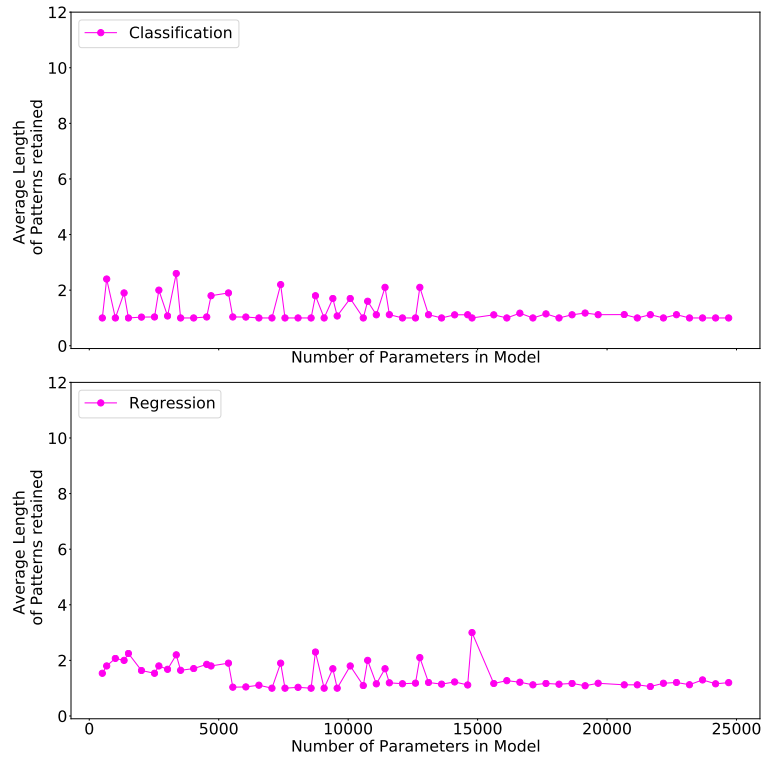 12
Classification
10
8
6
4
2
0
Average Length
of Patterns retained
Number of Parameters in Model
12
Regression
10
8
6
4
2
0
Average Length
of Patterns retained
0 5000 10000 15000 20000 25000
Number of Parameters in Model